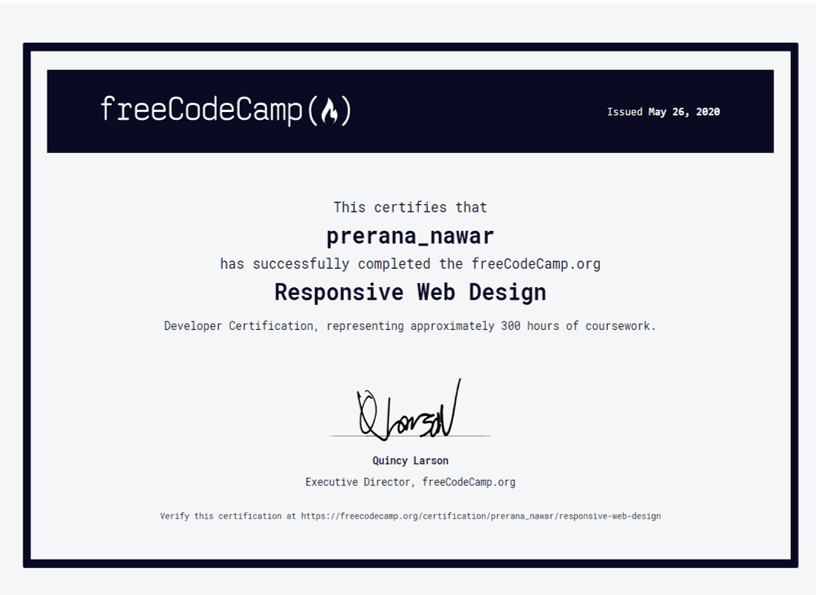 freeCodeCamp(🔥)
Issued May 26, 2020
This certifies that
prerana_nawar
has successfully completed the freeCodeCamp.org
Responsive Web Design
Developer Certification, representing approximately 300 hours of coursework.
QLarson
Quincy Larson
Executive Director, freeCodeCamp.org
Verify this certification at https://freecodecamp.org/certification/prerana_nawar/responsive-web-design